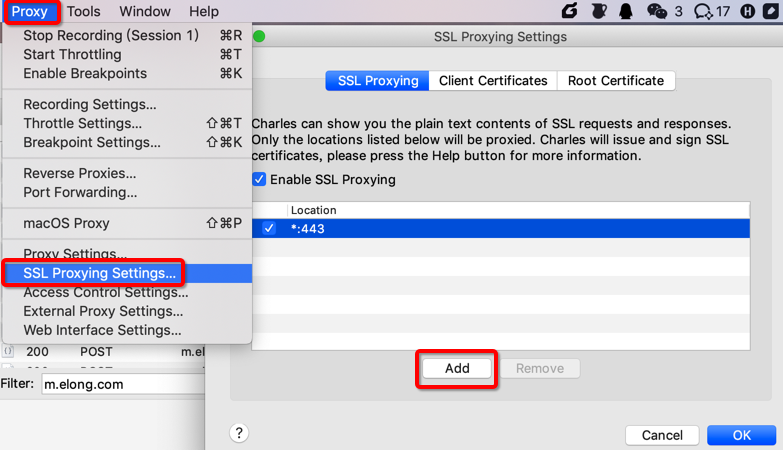 Proxy Tools Window Help 3 17
Stop Recording (Session 1) ⌘R
Start Throttling ⌘T
Enable Breakpoints ⌘K
Recording Settings...
Throttle Settings... ⇧⌘T
Breakpoint Settings... ⇧⌘K
Reverse Proxies...
Port Forwarding...
macOS Proxy ⇧⌘P
Proxy Settings...
SSL Proxying Settings...
Access Control Settings...
External Proxy Settings...
Web Interface Settings...
200 POST m.el
Filter: m.elong.com
SSL Proxying Settings
SSL Proxying Client Certificates Root Certificate
Charles can show you the plain text contents of SSL requests and responses.
Only the locations listed below will be proxied. Charles will issue and sign SSL
certificates, please press the Help button for more information.
Enable SSL Proxying
Location
*:443
Add Remove
? Cancel OK